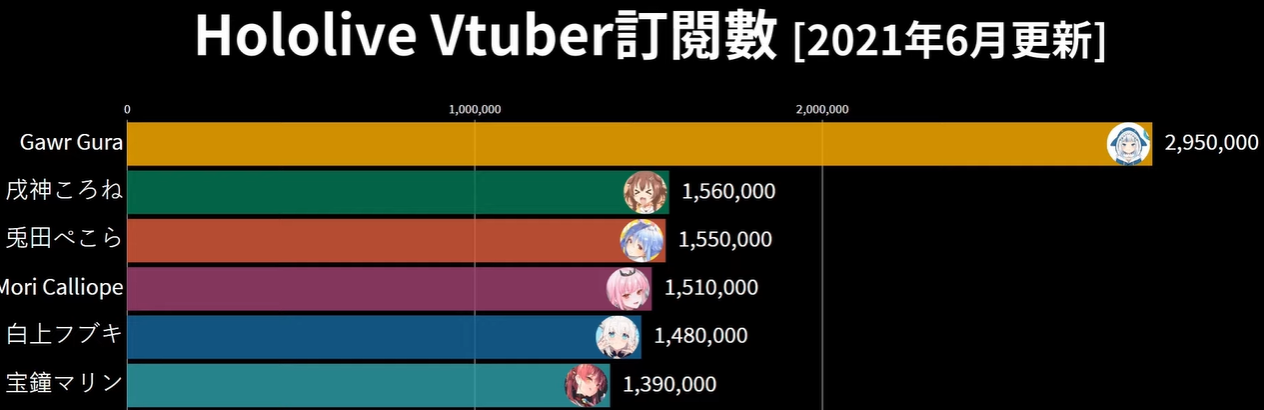 Hololive Vtuber訂閱數 [2021年6月更新]
0 1,000,000 2,000,000
Gawr Gura 2,950,000
戌神ころね 1,560,000
兎田ぺこら 1,550,000
Mori Calliope 1,510,000
白上フブキ 1,480,000
宝鐘マリン 1,390,000